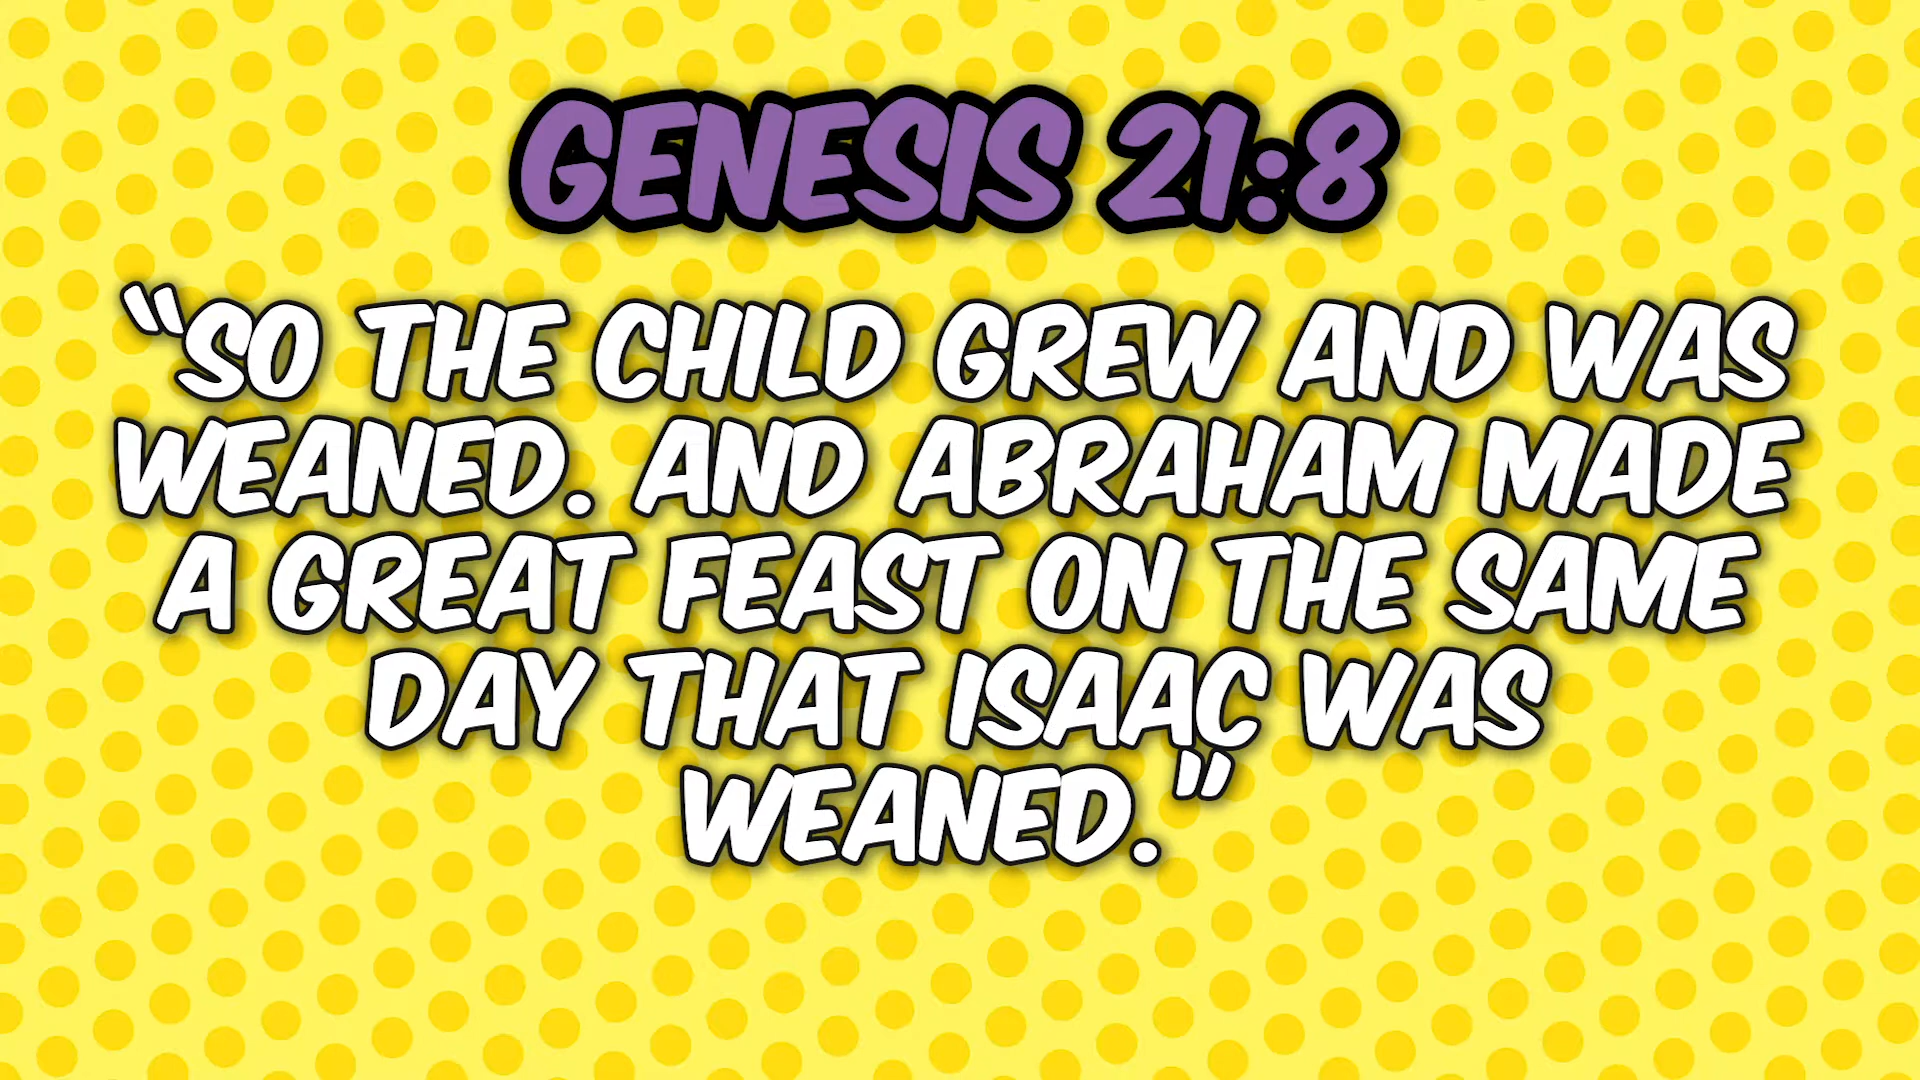 GENESIS 21:8
“SO THE CHILD GREW AND WAS
WEANED. AND ABRAHAM MADE
A GREAT FEAST ON THE SAME
DAY THAT ISAAC WAS
WEANED.”